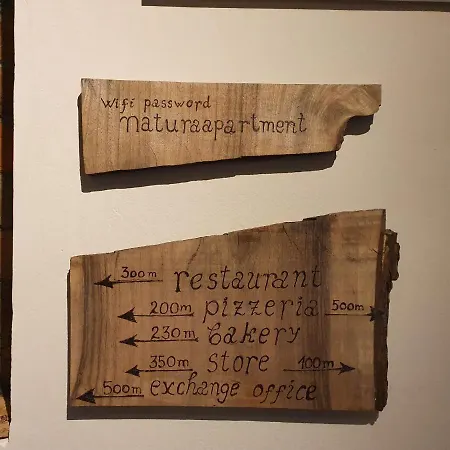 Wifi password
naturaapartment
300m restaurant
200m pizzeria 500m
230m bakery
350m store 100m
500m exchange office